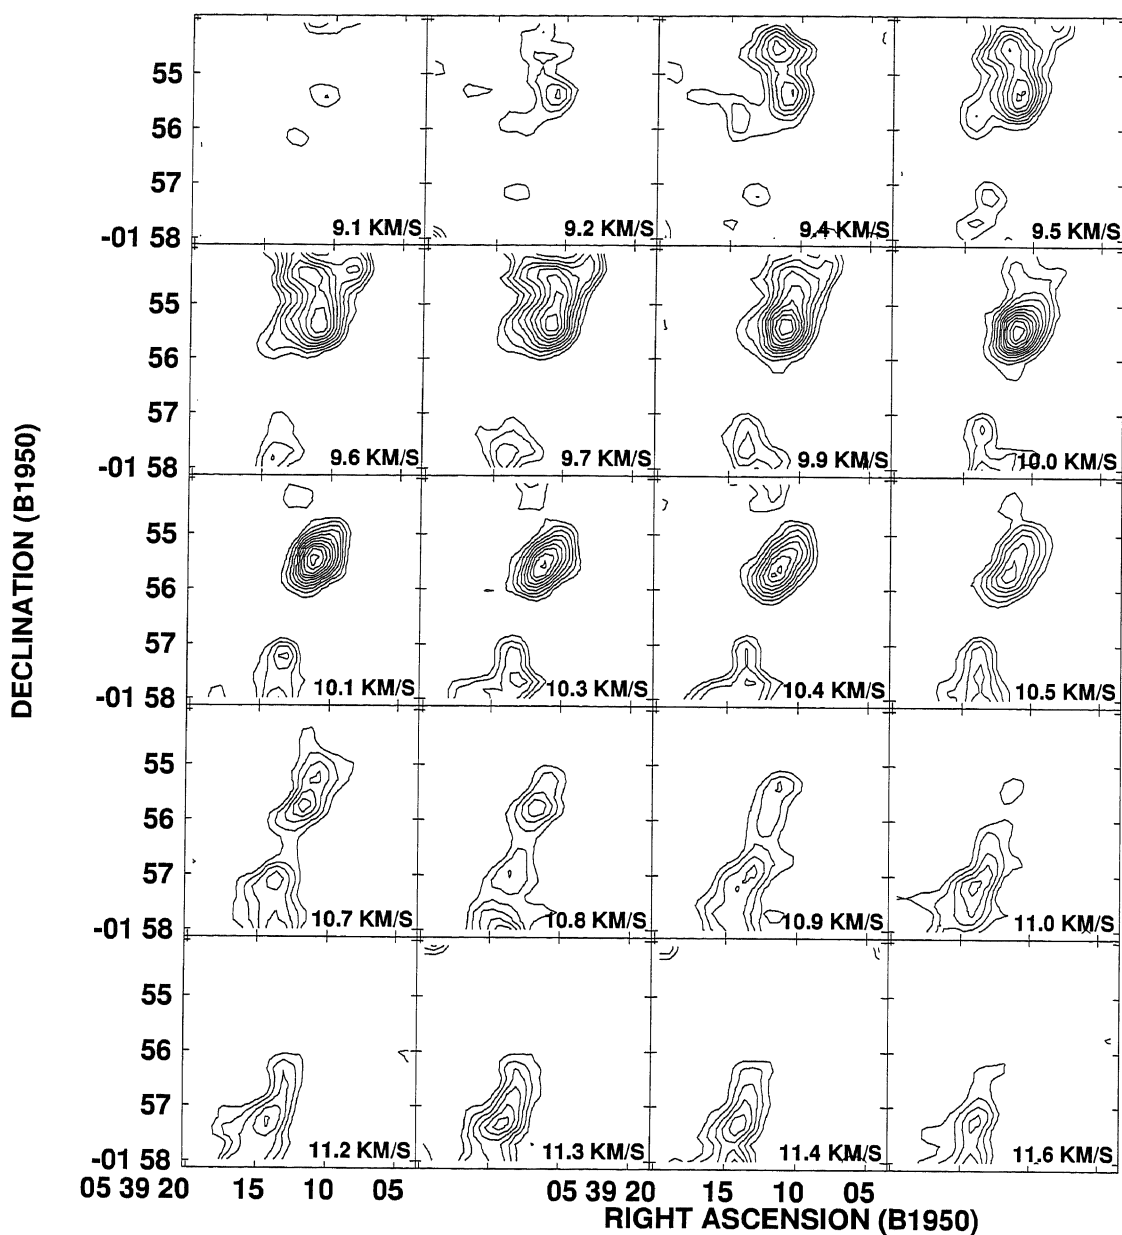 55
56
57
-01 58
9.1 KM/S 9.2 KM/S 9.4 KM/S 9.5 KM/S
55
56
57
-01 58
9.6 KM/S 9.7 KM/S 9.9 KM/S 10.0 KM/S
55
56
57
-01 58
10.1 KM/S 10.3 KM/S 10.4 KM/S 10.5 KM/S
55
56
57
-01 58
10.7 KM/S 10.8 KM/S 10.9 KM/S 11.0 KM/S
55
56
57
-01 58
11.2 KM/S 11.3 KM/S 11.4 KM/S 11.6 KM/S
05 39 20 15 10 05 05 39 20 15 10 05
RIGHT ASCENSION (B1950)
DECLINATION (B1950)